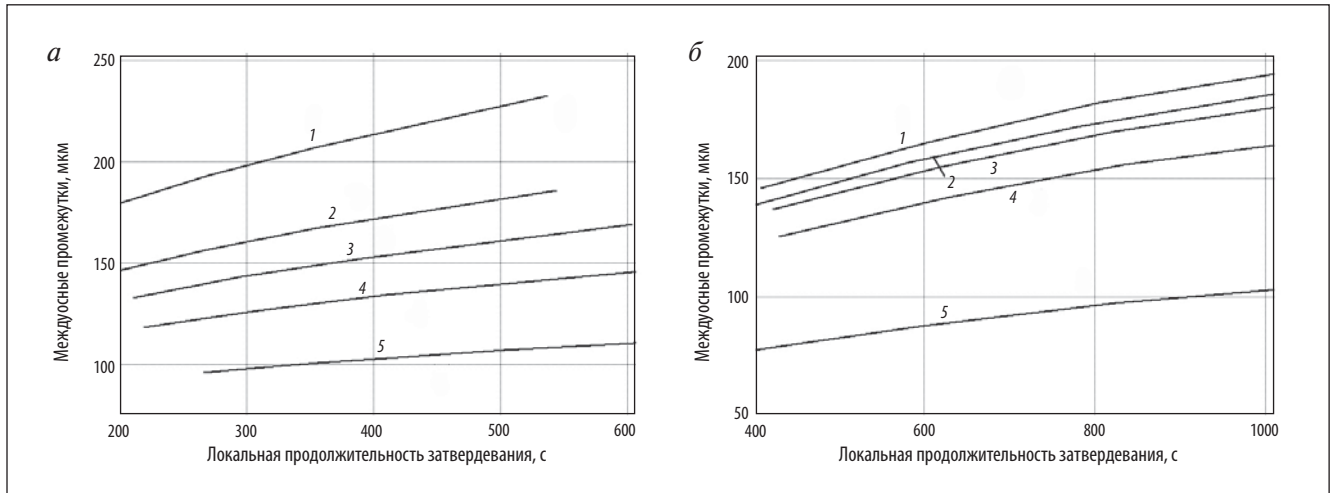 а
Междуосные промежутки, мкм
250
200
150
100
1
2
3
4
5
200 300 400 500 600
Локальная продолжительность затвердевания, с
б
Междуосные промежутки, мкм
200
150
100
50
1
2
3
4
5
400 600 800 1000
Локальная продолжительность затвердевания, с